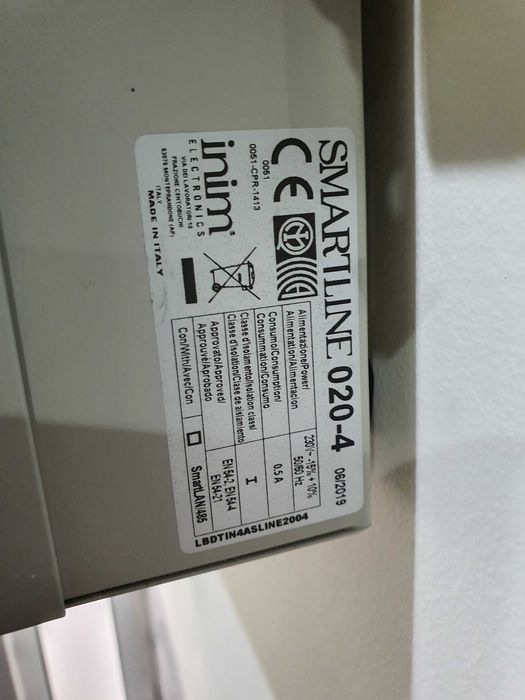 SMARTLINE 020-4 06/2019
CE
0051
0051-CPR-1413
inim®
ELECTRONICS
VIA DEI LAVORATORI 10
FRAZIONE CENTOBUCHI
63076 MONTEPRANDONE (AP)
ITALY
MADE IN ITALY
Alimentazione/Power/
Alimentation/Alimentacion
230V~ -15% +10%
50/60 Hz
Consumo/Consumption/
Consummation/Consumo
0.5 A
Classe d'isolamento/Isolation class/
Classe d'isolation/Clase de aislamiento
I
Approvato/Approved/
Approuvé/Aprobado
EN 54-2, EN 54-4
EN 54-21
Con/With/Avec/Con
SmartLAN/485
LBDTIN4ASLINE2004